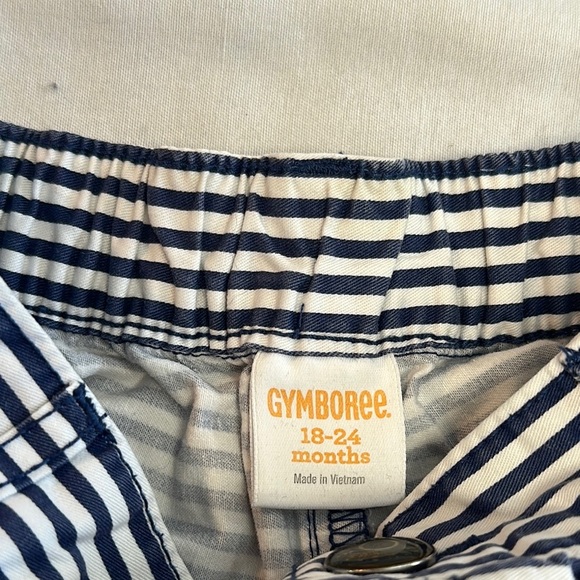 GYMBOREE.
18-24
months
Made in Vietnam